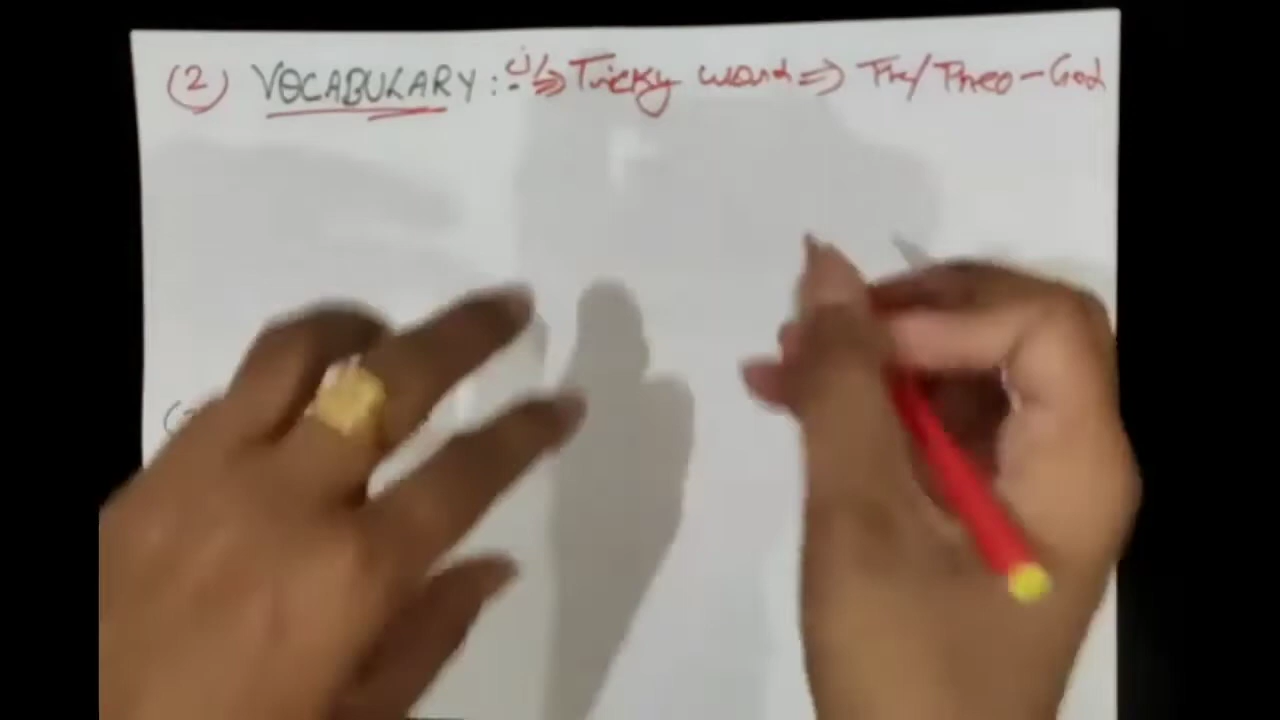 (2) VOCABULARY :- ⇒ Tricky word ⇒ The/Theo-God